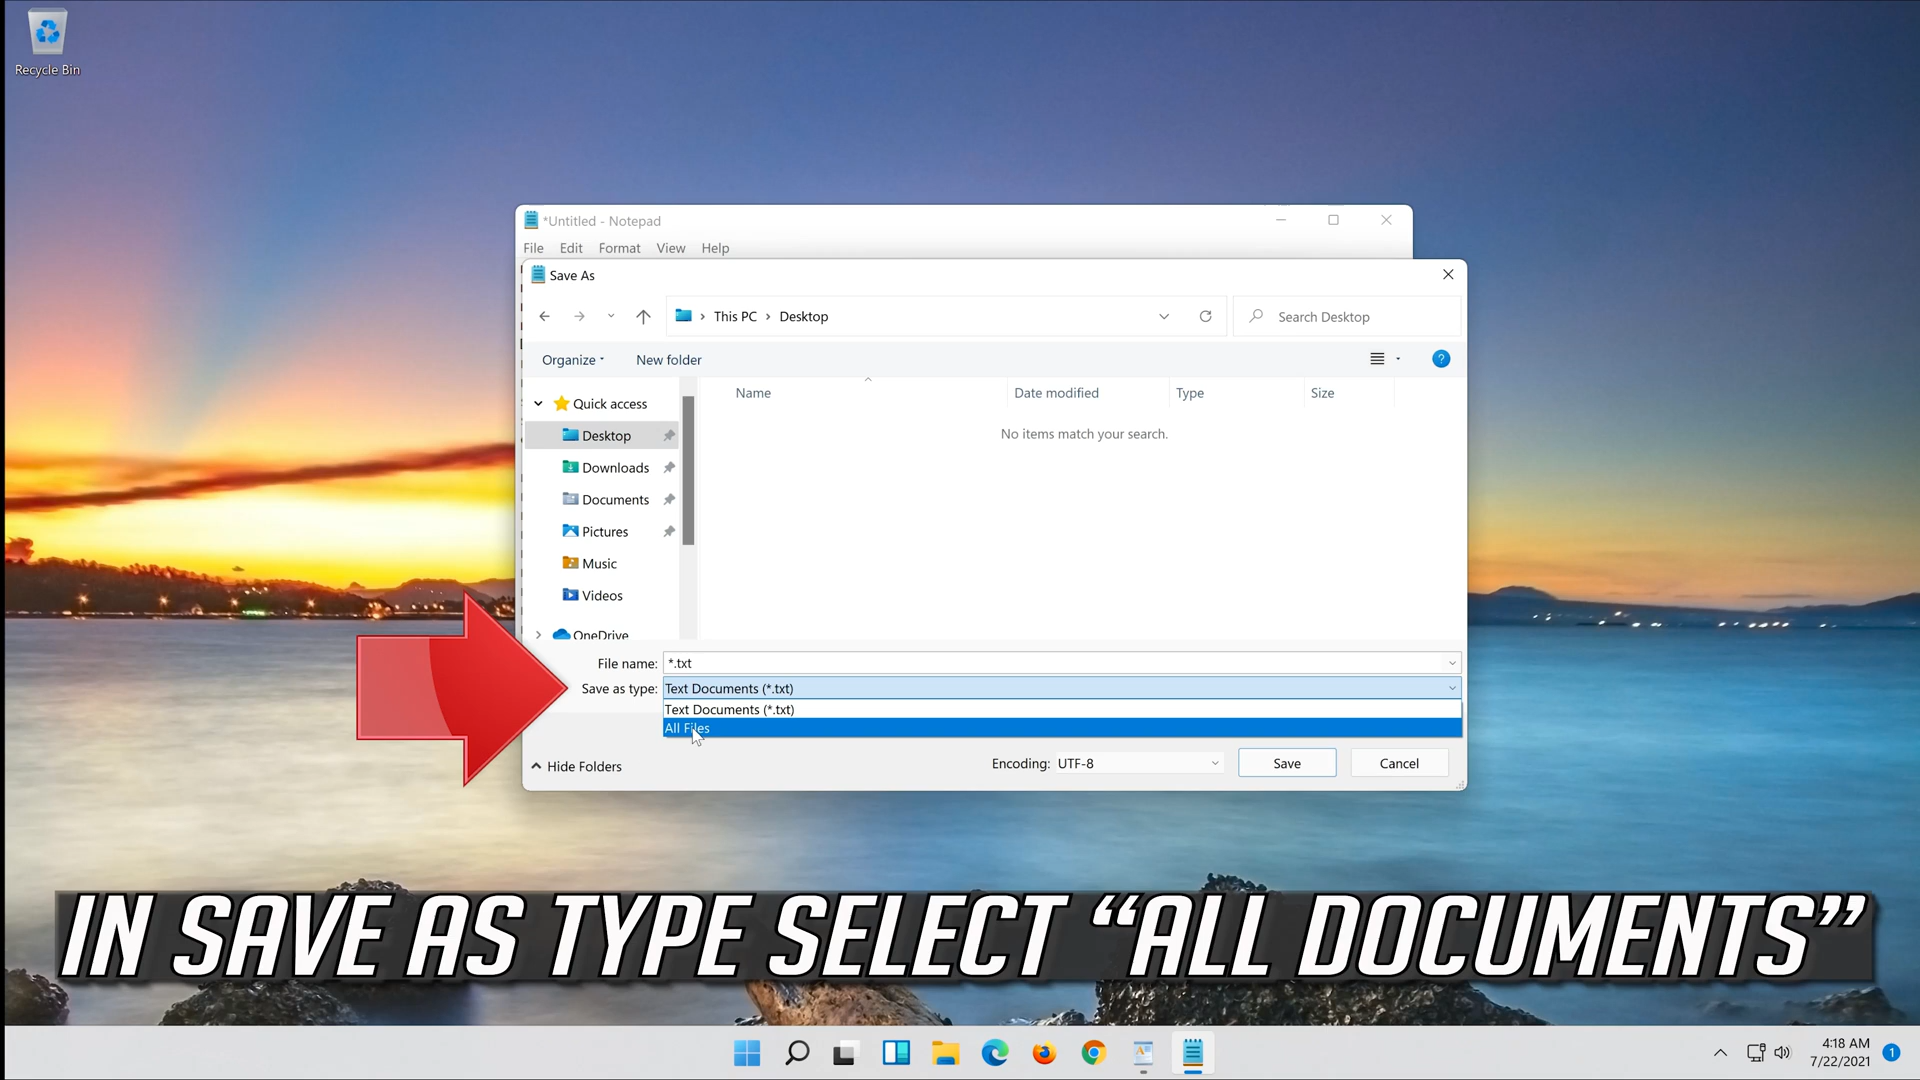 Recycle Bin
*Untitled - Notepad
File Edit Format View Help
Save As
This PC > Desktop
Search Desktop
Organize New folder
?
Name Date modified Type Size
Quick access
No items match your search.
Desktop
Downloads
Documents
Pictures
Music
Videos
OneDrive
File name: *.txt
Save as type: Text Documents (*.txt)
Text Documents (*.txt)
All Files
Hide Folders Encoding: UTF-8 Save Cancel
IN SAVE AS TYPE SELECT “ALL DOCUMENTS”
4:18 AM
7/22/2021
1